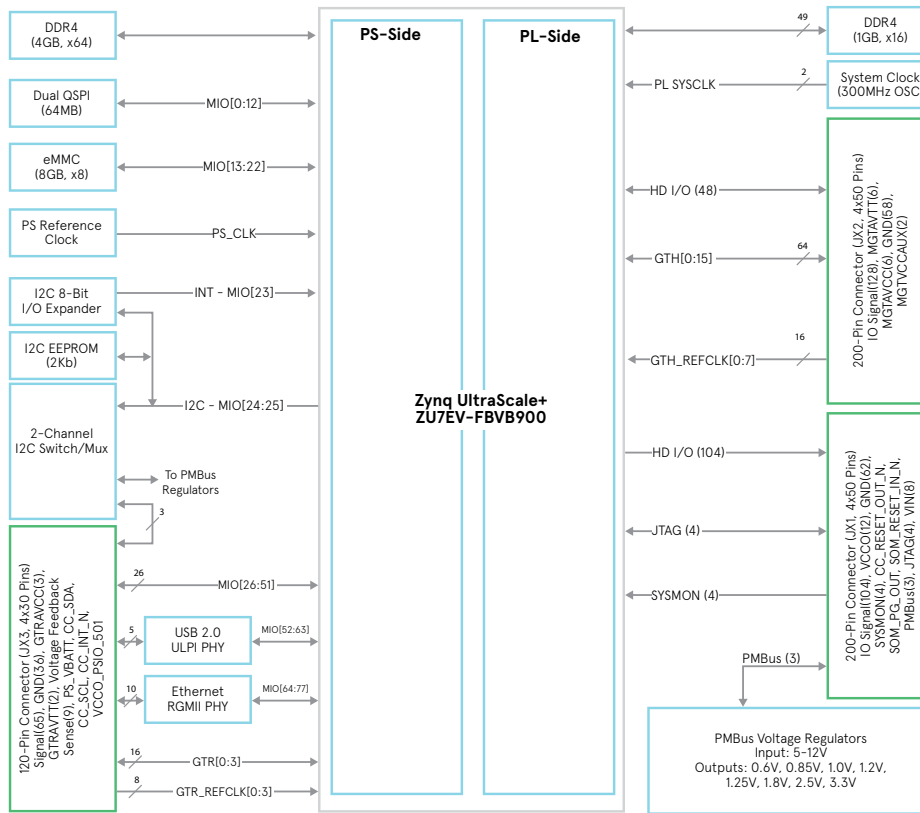 DDR4
(4GB, x64)
Dual QSPI
(64MB)
MIO[0:12]
eMMC
(8GB, x8)
MIO[13:22]
PS Reference
Clock
PS_CLK
I2C 8-Bit
I/O Expander
INT - MIO[23]
I2C EEPROM
(2Kb)
I2C - MIO[24:25]
2-Channel
I2C Switch/Mux
To PMBus
Regulators
3
120-Pin Connector (JX3, 4x30 Pins)
Signal(65), GND(36), GTRAVCC(3),
GTRAVTT(2), Voltage Feedback
Sense(9), PS_VBATT, CC_SDA,
CC_SCL, CC_INT_N,
VCCO_PSIO_501
26
MIO[26:51]
5
USB 2.0
ULPI PHY
MIO[52:63]
10
Ethernet
RGMII PHY
MIO[64:77]
16
GTR[0:3]
8
GTR_REFCLK[0:3]
PS-Side
PL-Side
Zynq UltraScale+
ZU7EV-FBVB900
49
DDR4
(1GB, x16)
PL SYSCLK
2
System Clock
(300MHz OSC
HD I/O (48)
GTH[0:15]
64
GTH_REFCLK[0:7]
16
200-Pin Connector (JX2, 4x50 Pins)
IO Signal(128), MGTAVTT(6),
MGTAVCC(6), GND(58),
MGTVCCAUX(2)
HD I/O (104)
JTAG (4)
SYSMON (4)
200-Pin Connector (JX1, 4x50 Pins)
IO Signal(104), VCCO(12), GND(62),
SYSMON(4), CC_RESET_OUT_N,
SOM_PG_OUT, SOM_RESET_IN_N,
PMBus(3), JTAG(4), VIN(8)
PMBus (3)
PMBus Voltage Regulators
Input: 5-12V
Outputs: 0.6V, 0.85V, 1.0V, 1.2V,
1.25V, 1.8V, 2.5V, 3.3V